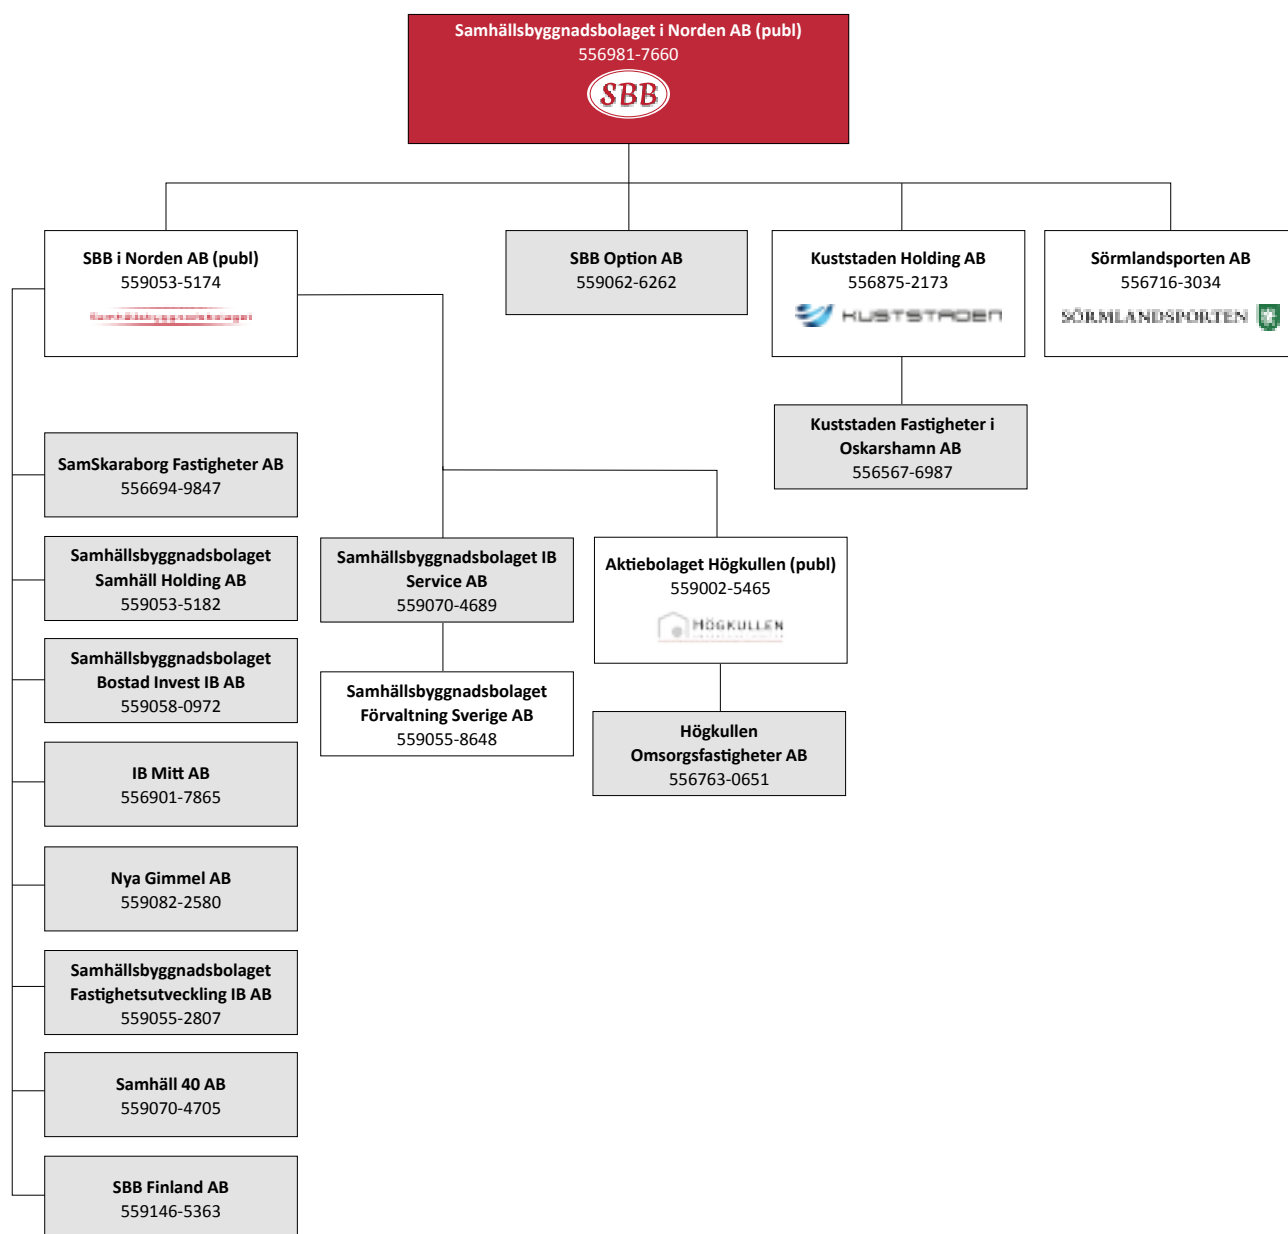 Samhällsbyggnadsbolaget i Norden AB (publ)
556981-7660
SBB
SBB i Norden AB (publ)
559053-5174
Samhällsbyggnadsbolaget
SBB Option AB
559062-6262
Kuststaden Holding AB
556875-2173
KUSTSTADEN
Sörmlandsporten AB
556716-3034
SÖRMLANDSPORTEN
Kuststaden Fastigheter i
Oskarshamn AB
556567-6987
SamSkaraborg Fastigheter AB
556694-9847
Samhällsbyggnadsbolaget
Samhäll Holding AB
559053-5182
Samhällsbyggnadsbolaget IB
Service AB
559070-4689
Aktiebolaget Högkullen (publ)
559002-5465
HÖGKULLEN
Samhällsbyggnadsbolaget
Bostad Invest IB AB
559058-0972
Samhällsbyggnadsbolaget
Förvaltning Sverige AB
559055-8648
Högkullen
Omsorgsfastigheter AB
556763-0651
IB Mitt AB
556901-7865
Nya Gimmel AB
559082-2580
Samhällsbyggnadsbolaget
Fastighetsutveckling IB AB
559055-2807
Samhäll 40 AB
559070-4705
SBB Finland AB
559146-5363